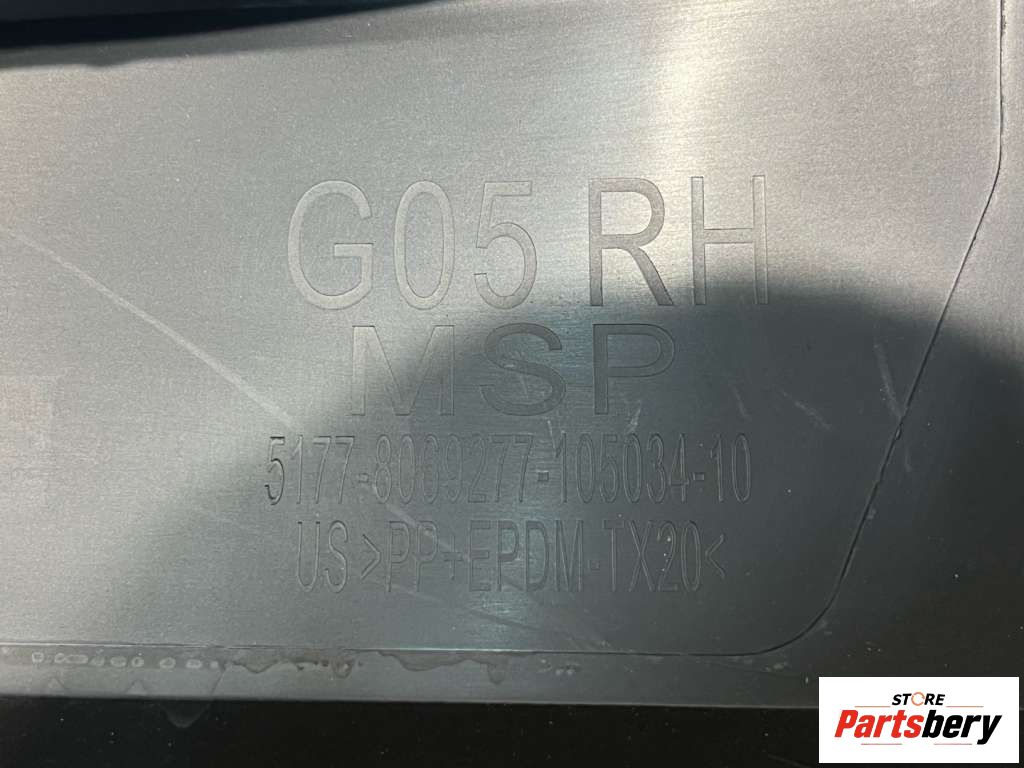 G05 RH
MSP
5177-8069277-105034-10
US >PP+EPDM-TX20<
STORE
Partsbery